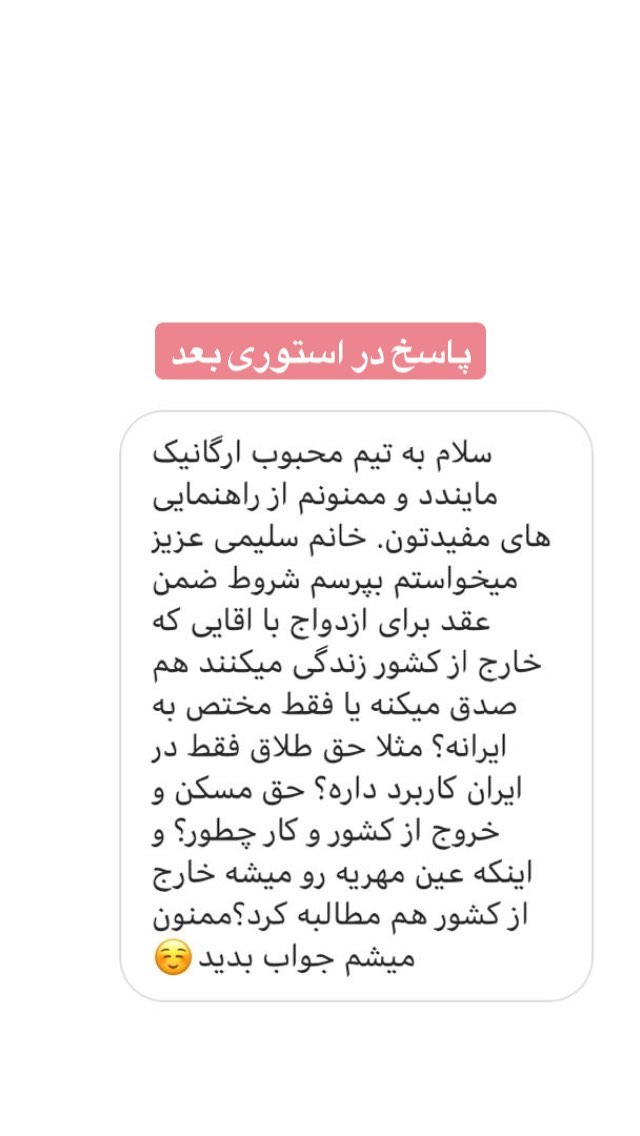 پاسخ در استوری بعد
سلام به تیم محبوب ارگانیک
مایندد و ممنونم از راهنمایی
های مفیدتون. خانم سلیمی عزیز
میخواستم بپرسم شروط ضمن
عقد برای ازدواج با اقایی که
خارج از کشور زندگی میکنند هم
صدق میکنه یا فقط مختص به
ایرانه؟ مثلا حق طلاق فقط در
ایران کاربرد داره؟ حق مسکن و
خروج از کشور و کار چطور؟ و
اینکه عین مهریه رو میشه خارج
از کشور هم مطالبه کرد؟ممنون
میشم جواب بدید ☺️